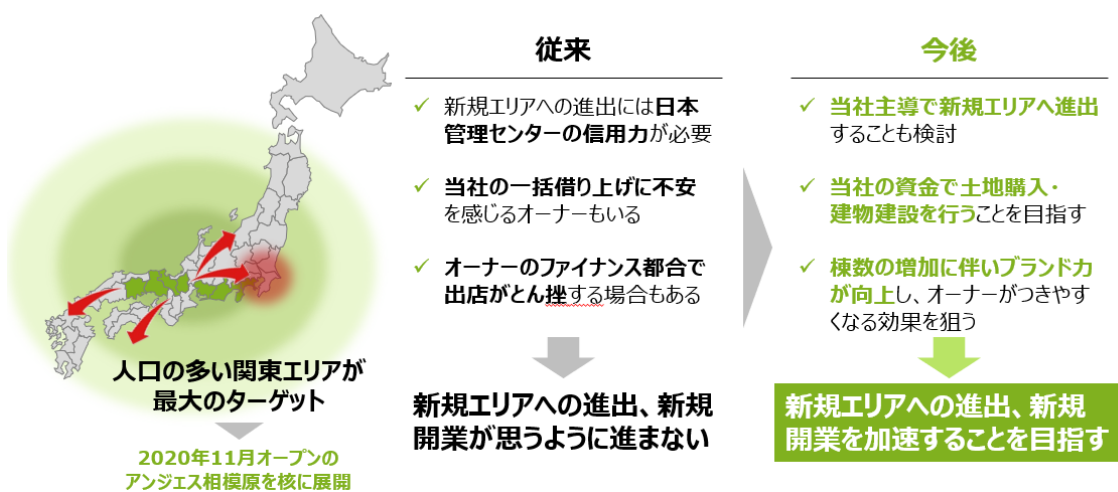 人口の多い関東エリアが
最大のターゲット
2020年11月オープンの
アンジェス相模原を核に展開
従来
✓ 新規エリアへの進出には日本
管理センターの信用力が必要
✓ 当社の一括借り上げに不安
を感じるオーナーもいる
✓ オーナーのファイナンス都合で
出店がとん挫する場合もある
新規エリアへの進出、新規
開業が思うように進まない
今後
✓ 当社主導で新規エリアへ進出
することも検討
✓ 当社の資金で土地購入・
建物建設を行うことを目指す
✓ 棟数の増加に伴いブランド力
が向上し、オーナーがつきやす
くなる効果を狙う
新規エリアへの進出、新規
開業を加速することを目指す